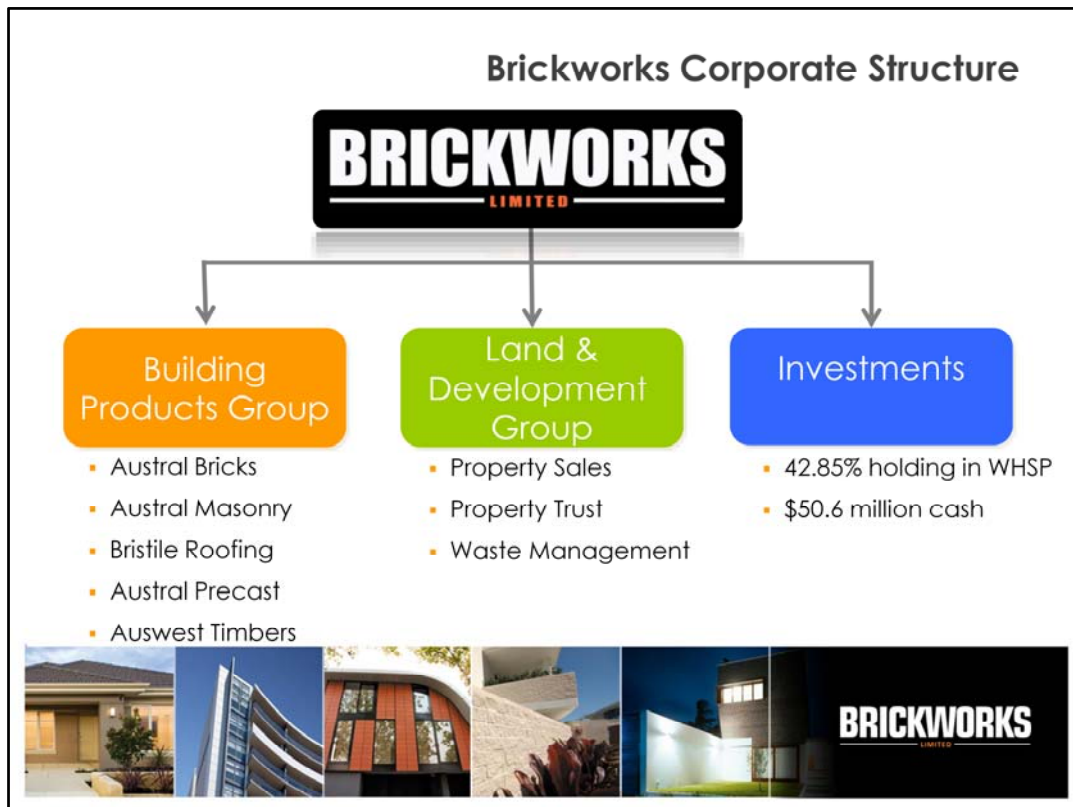 Brickworks Corporate Structure
BRICKWORKS
LIMITED
Building
Products Group
Austral Bricks
Austral Masonry
Bristile Roofing
Austral Precast
Auswest Timbers
Land &
Development
Group
Property Sales
Property Trust
Waste Management
Investments
42.85% holding in WHSP
$50.6 million cash
BRICKWORKS
LIMITED